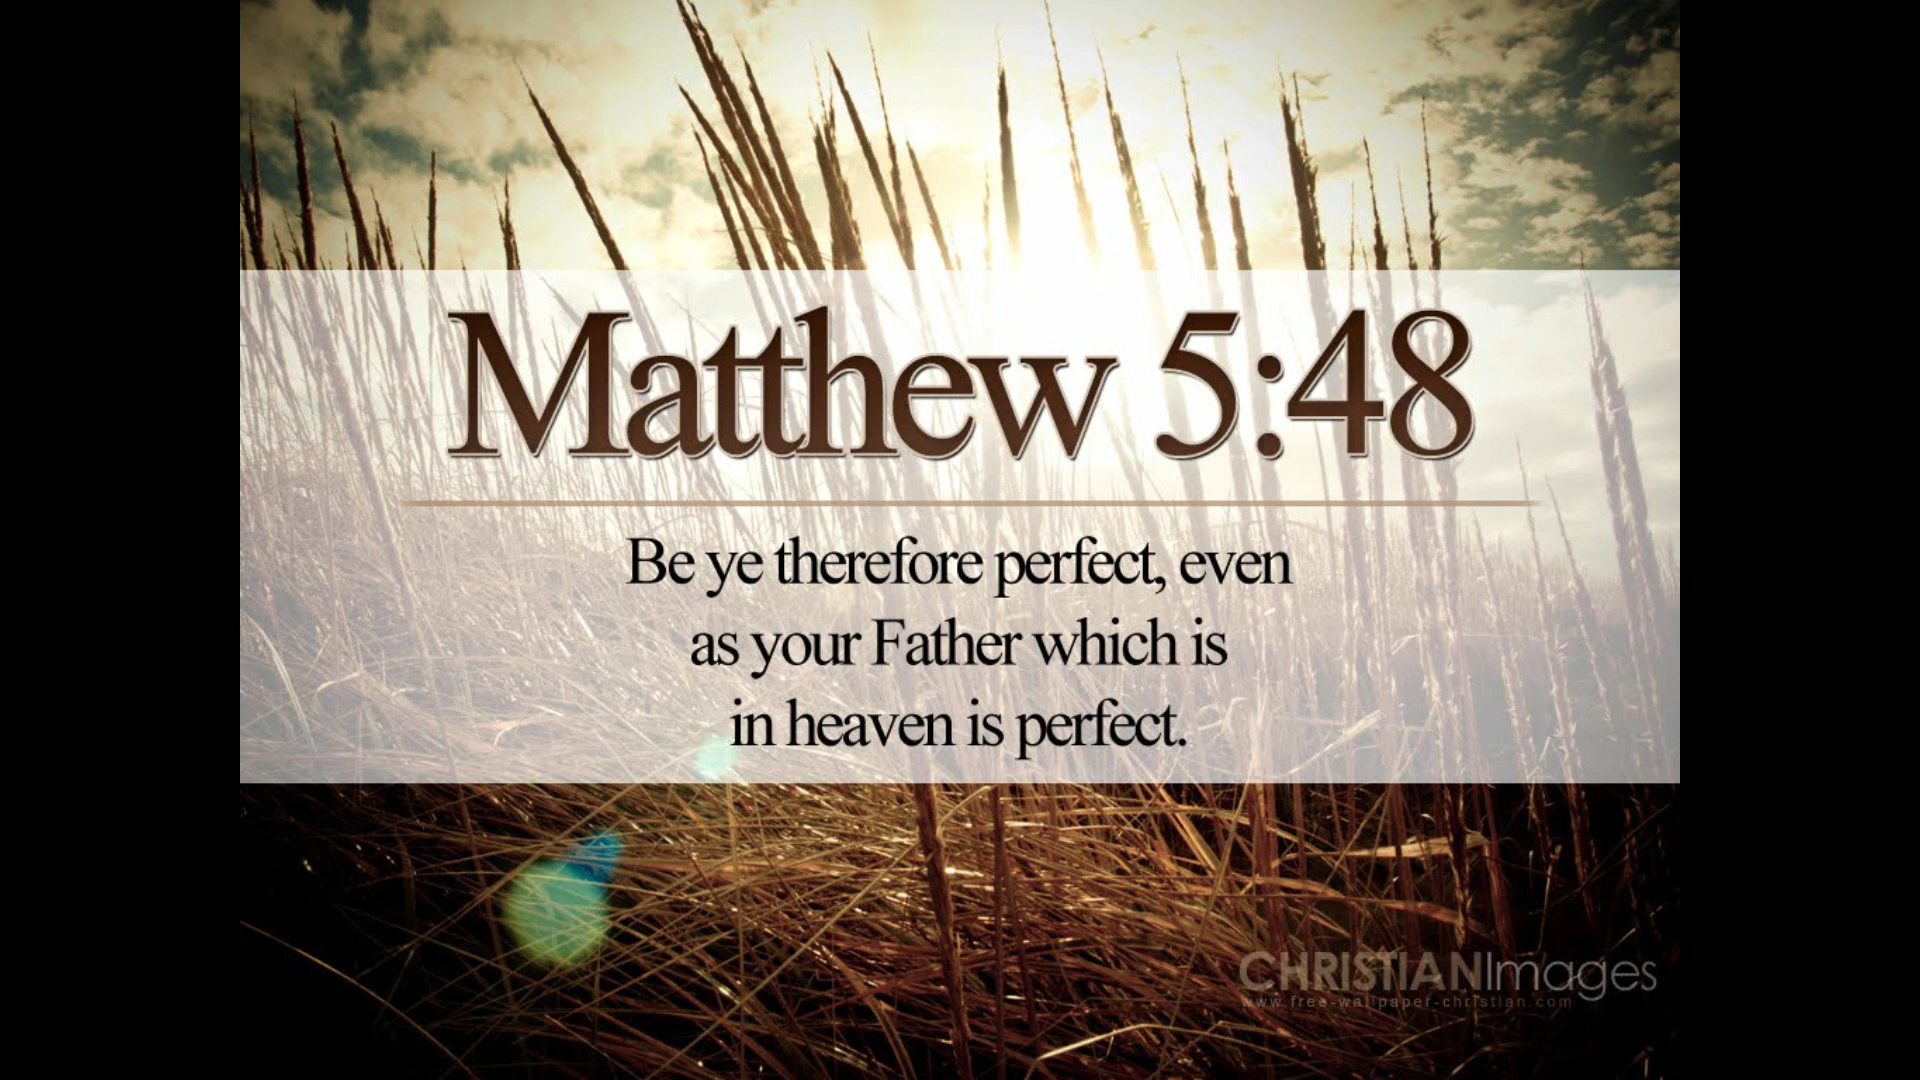 Matthew 5:48
Be ye therefore perfect, even
as your Father which is
in heaven is perfect.
CHRISTIANImages
www.free-wallpaper-christian.com